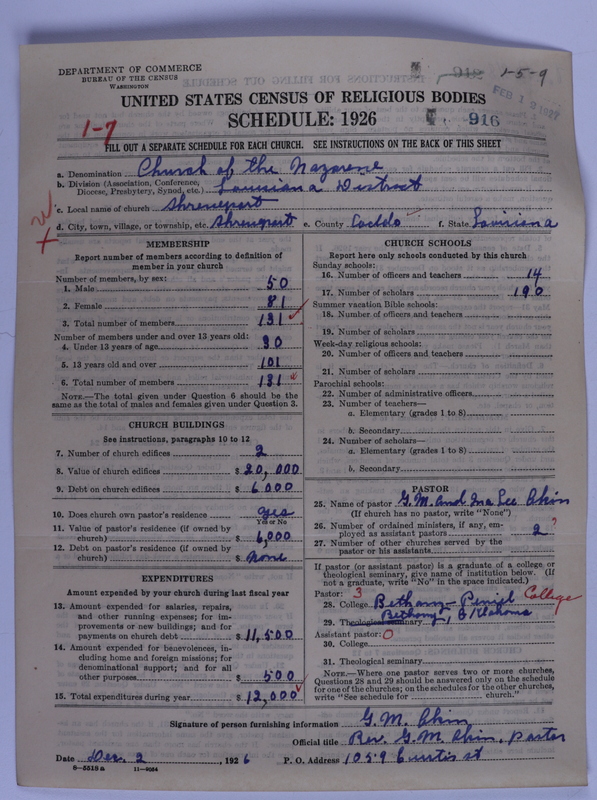 DEPARTMENT OF COMMERCE
BUREAU OF THE CENSUS
WASHINGTON
918 1-5-9
FEB 12 1927
UNITED STATES CENSUS OF RELIGIOUS BODIES
SCHEDULE: 1926
916
1-7
FILL OUT A SEPARATE SCHEDULE FOR EACH CHURCH. SEE INSTRUCTIONS ON THE BACK OF THIS SHEET
a. Denomination Church of the Nazarene
b. Division (Association, Conference, Diocese, Presbytery, Synod, etc.) Louisiana District
c. Local name of church Shreveport
d. City, town, village, or township, etc. Shreveport e. County Caddo f. State Louisiana
MEMBERSHIP
Report number of members according to definition of
member in your church
Number of members, by sex:
1. Male 50
2. Female 81
3. Total number of members 131
Number of members under and over 13 years old:
4. Under 13 years of age 30
5. 13 years old and over 101
6. Total number of members 131
NOTE.—The total given under Question 6 should be the
same as the total of males and females given under Question 3.
CHURCH BUILDINGS
See instructions, paragraphs 10 to 12
7. Number of church edifices 2
8. Value of church edifices $ 20,000
9. Debt on church edifices $ 6000
10. Does church own pastor's residence yes
Yes or No
11. Value of pastor's residence (if owned by
church) $ 6,000
12. Debt on pastor's residence (if owned by
church) $ none
EXPENDITURES
Amount expended by your church during last fiscal year
13. Amount expended for salaries, repairs,
and other running expenses; for im-
provements or new buildings; and for
payments on church debt $ 11,500
14. Amount expended for benevolences, in-
cluding home and foreign missions; for
denominational support; and for all
other purposes $ 500
15. Total expenditures during year $ 12,000
CHURCH SCHOOLS
Report here only schools conducted by this church
Sunday schools:
16. Number of officers and teachers 14
17. Number of scholars 190
Summer vacation Bible schools:
18. Number of officers and teachers
19. Number of scholars
Week-day religious schools:
20. Number of officers and teachers
21. Number of scholars
Parochial schools:
22. Number of administrative officers
23. Number of teachers—
a. Elementary (grades 1 to 8)
b. Secondary
24. Number of scholars—
a. Elementary (grades 1 to 8)
b. Secondary
PASTOR
25. Name of pastor G.M. and Ina Lee Akin
(If church has no pastor, write "None")
26. Number of ordained ministers, if any, em-
ployed as assistant pastors 2 ?
27. Number of other churches served by the
pastor or his assistants
If pastor (or assistant pastor) is a graduate of a college or
theological seminary, give name of institution below. (If
not a graduate, write "No" in the space indicated.)
Pastor: 3
28. College Bethany-Peniel College
29. Theological seminary Bethany, Oklahoma
Assistant pastor: 0
30. College
31. Theological seminary
NOTE.—Where one pastor serves two or more churches,
Questions 28 and 29 should be answered only on the schedule
for one of the churches; on the schedules for the other churches,
write "See schedule for church."
Signature of person furnishing information G.M. Akin
Official title Rev. G.M. Akin, Pastor
Date Dec. 2, 1926 P. O. Address 1059 Curtis st
8—5518 a 11—9054